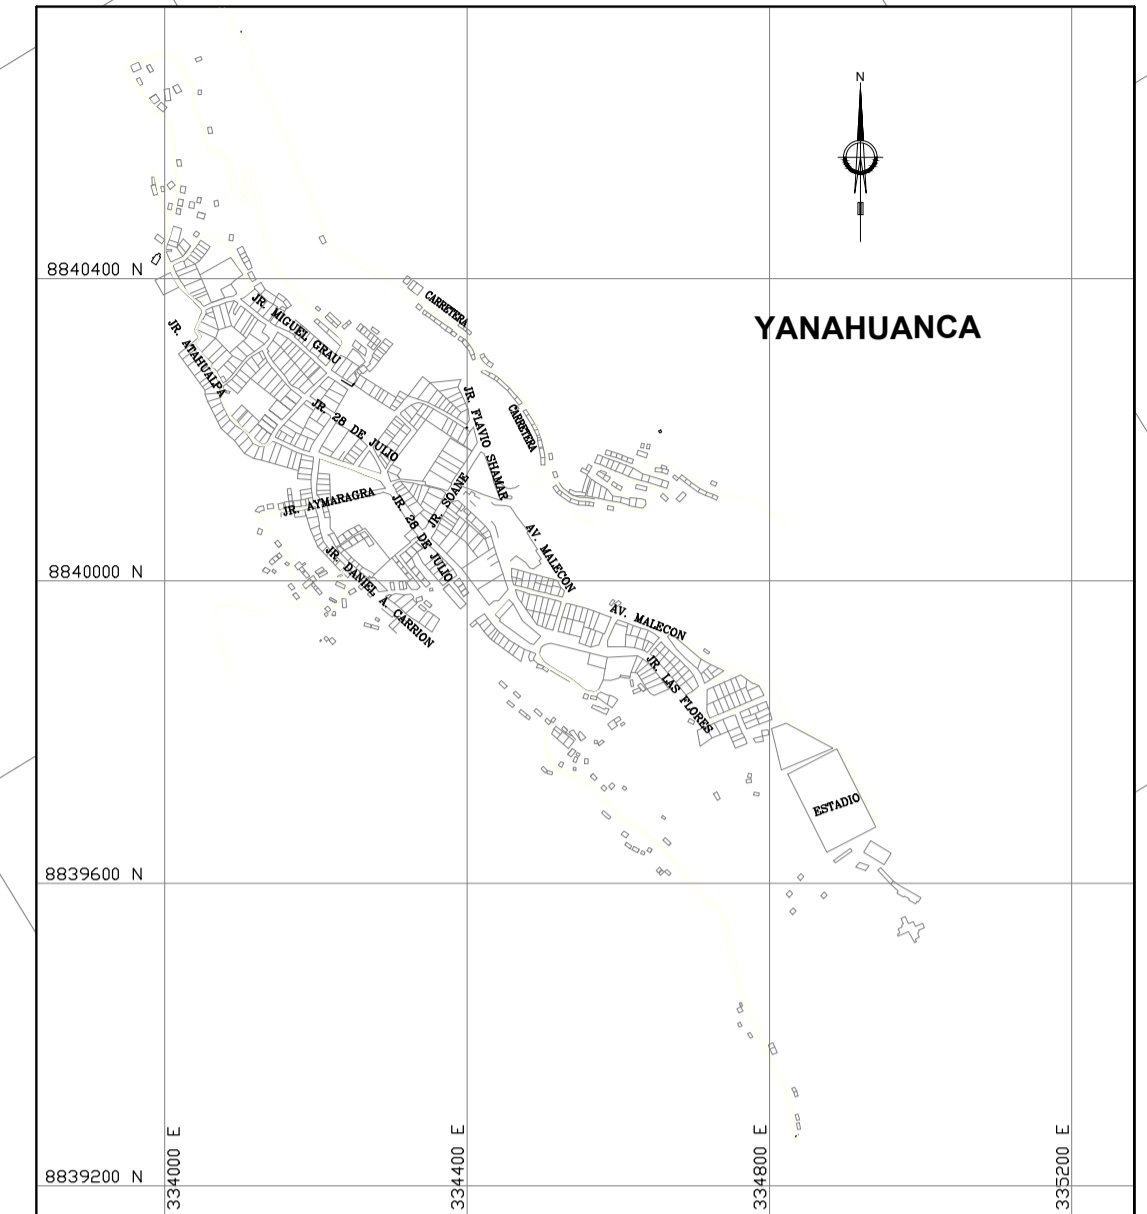 N
8840400 N
CARRETERA
YANAHUANCA
JR. MIGUEL GRAU
JR. ATAHUALPA
JR. 28 DE JULIO
JR. FLAVIO SHAMAR
CARRETERA
JR. AYMARAGRA
JR. SOANE
JR. 28 DE JULIO
AV. MALECON
8840000 N
JR. DANIEL A. CARRION
AV. MALECON
JR. LAS FLORES
ESTADIO
8839600 N
8839200 N
334000 E
334400 E
334800 E
335200 E